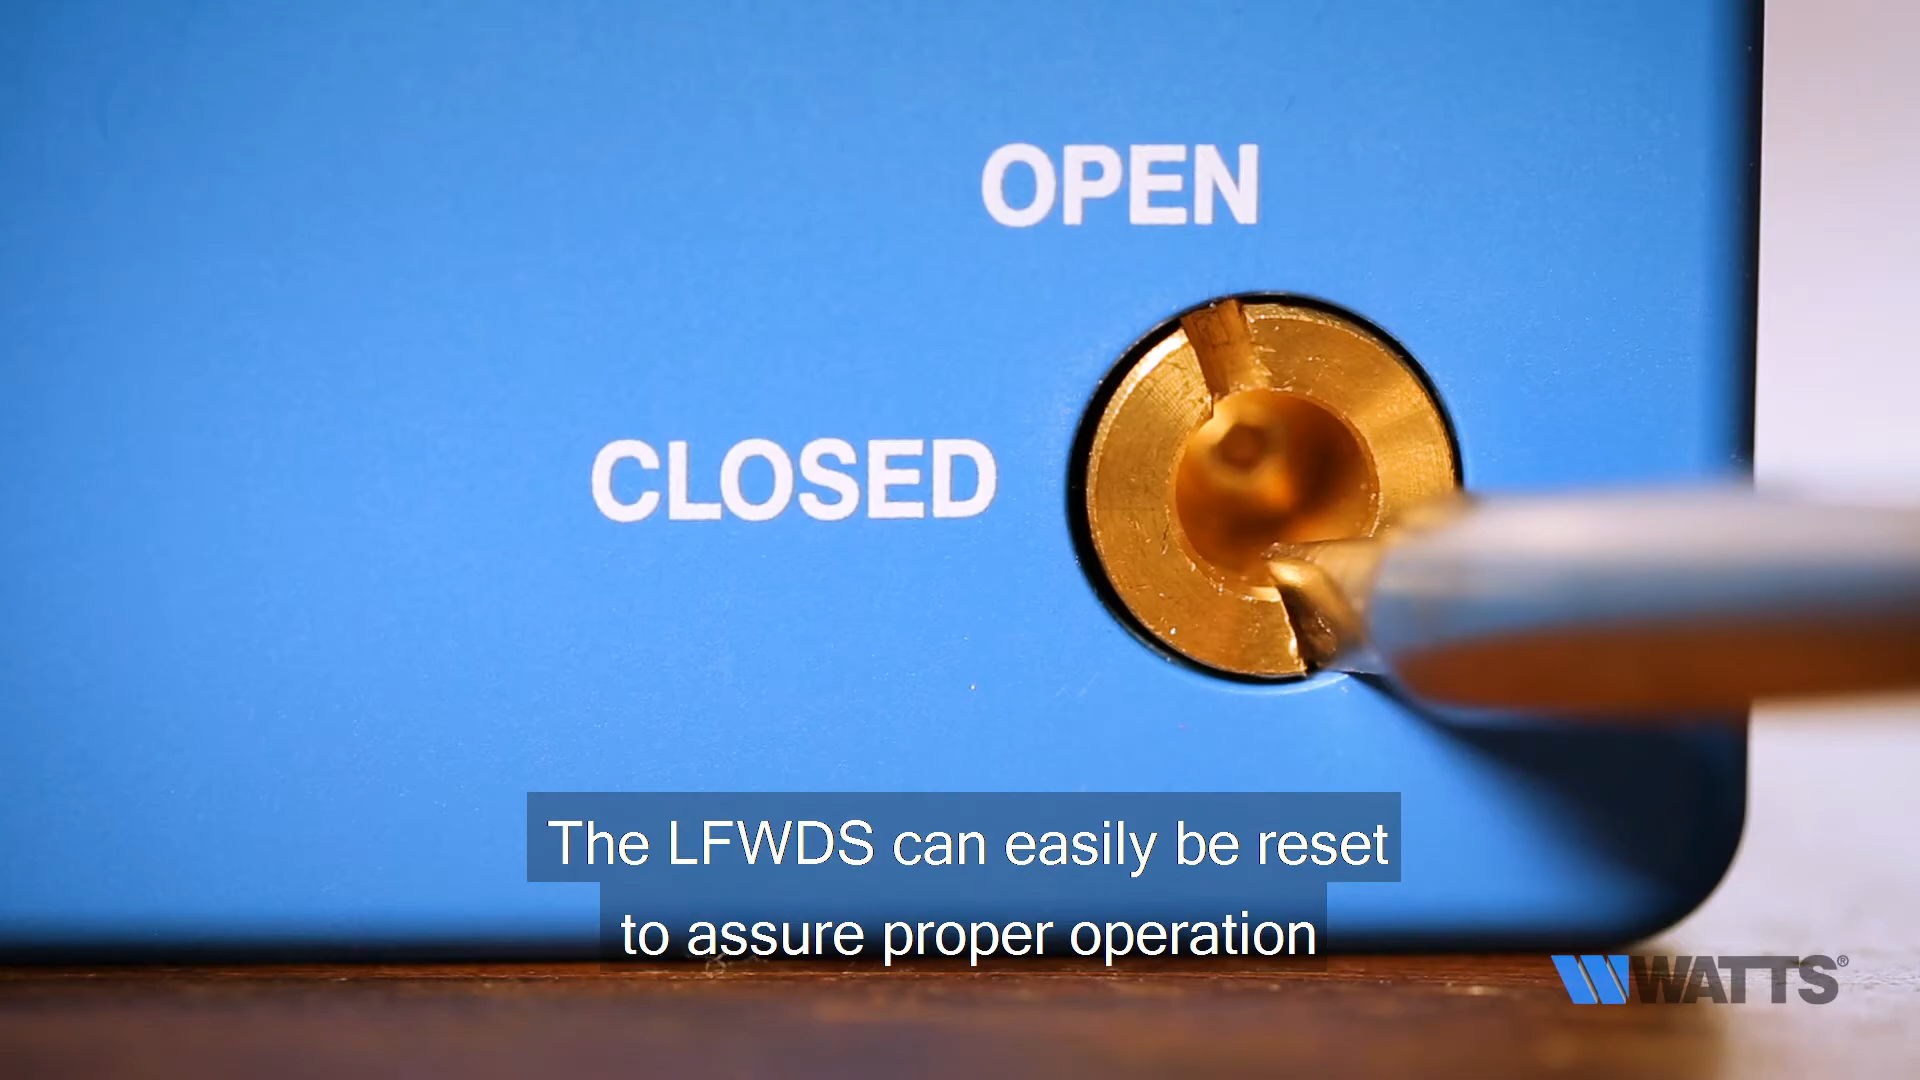 OPEN
CLOSED
The LFWDS can easily be reset
to assure proper operation
WATTS®